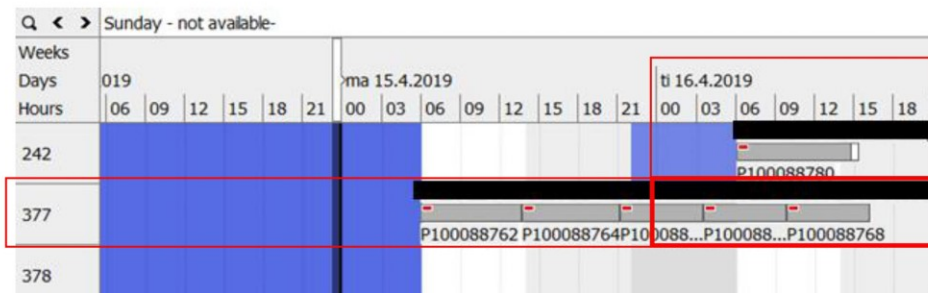 Sunday - not available-
Weeks
Days 019 ma 15.4.2019 ti 16.4.2019
Hours 06 09 12 15 18 21 00 03 06 09 12 15 18 21 00 03 06 09 12 15 18
242
P100088780
377
P100088762 P100088764P100088...P100088...P100088768
378